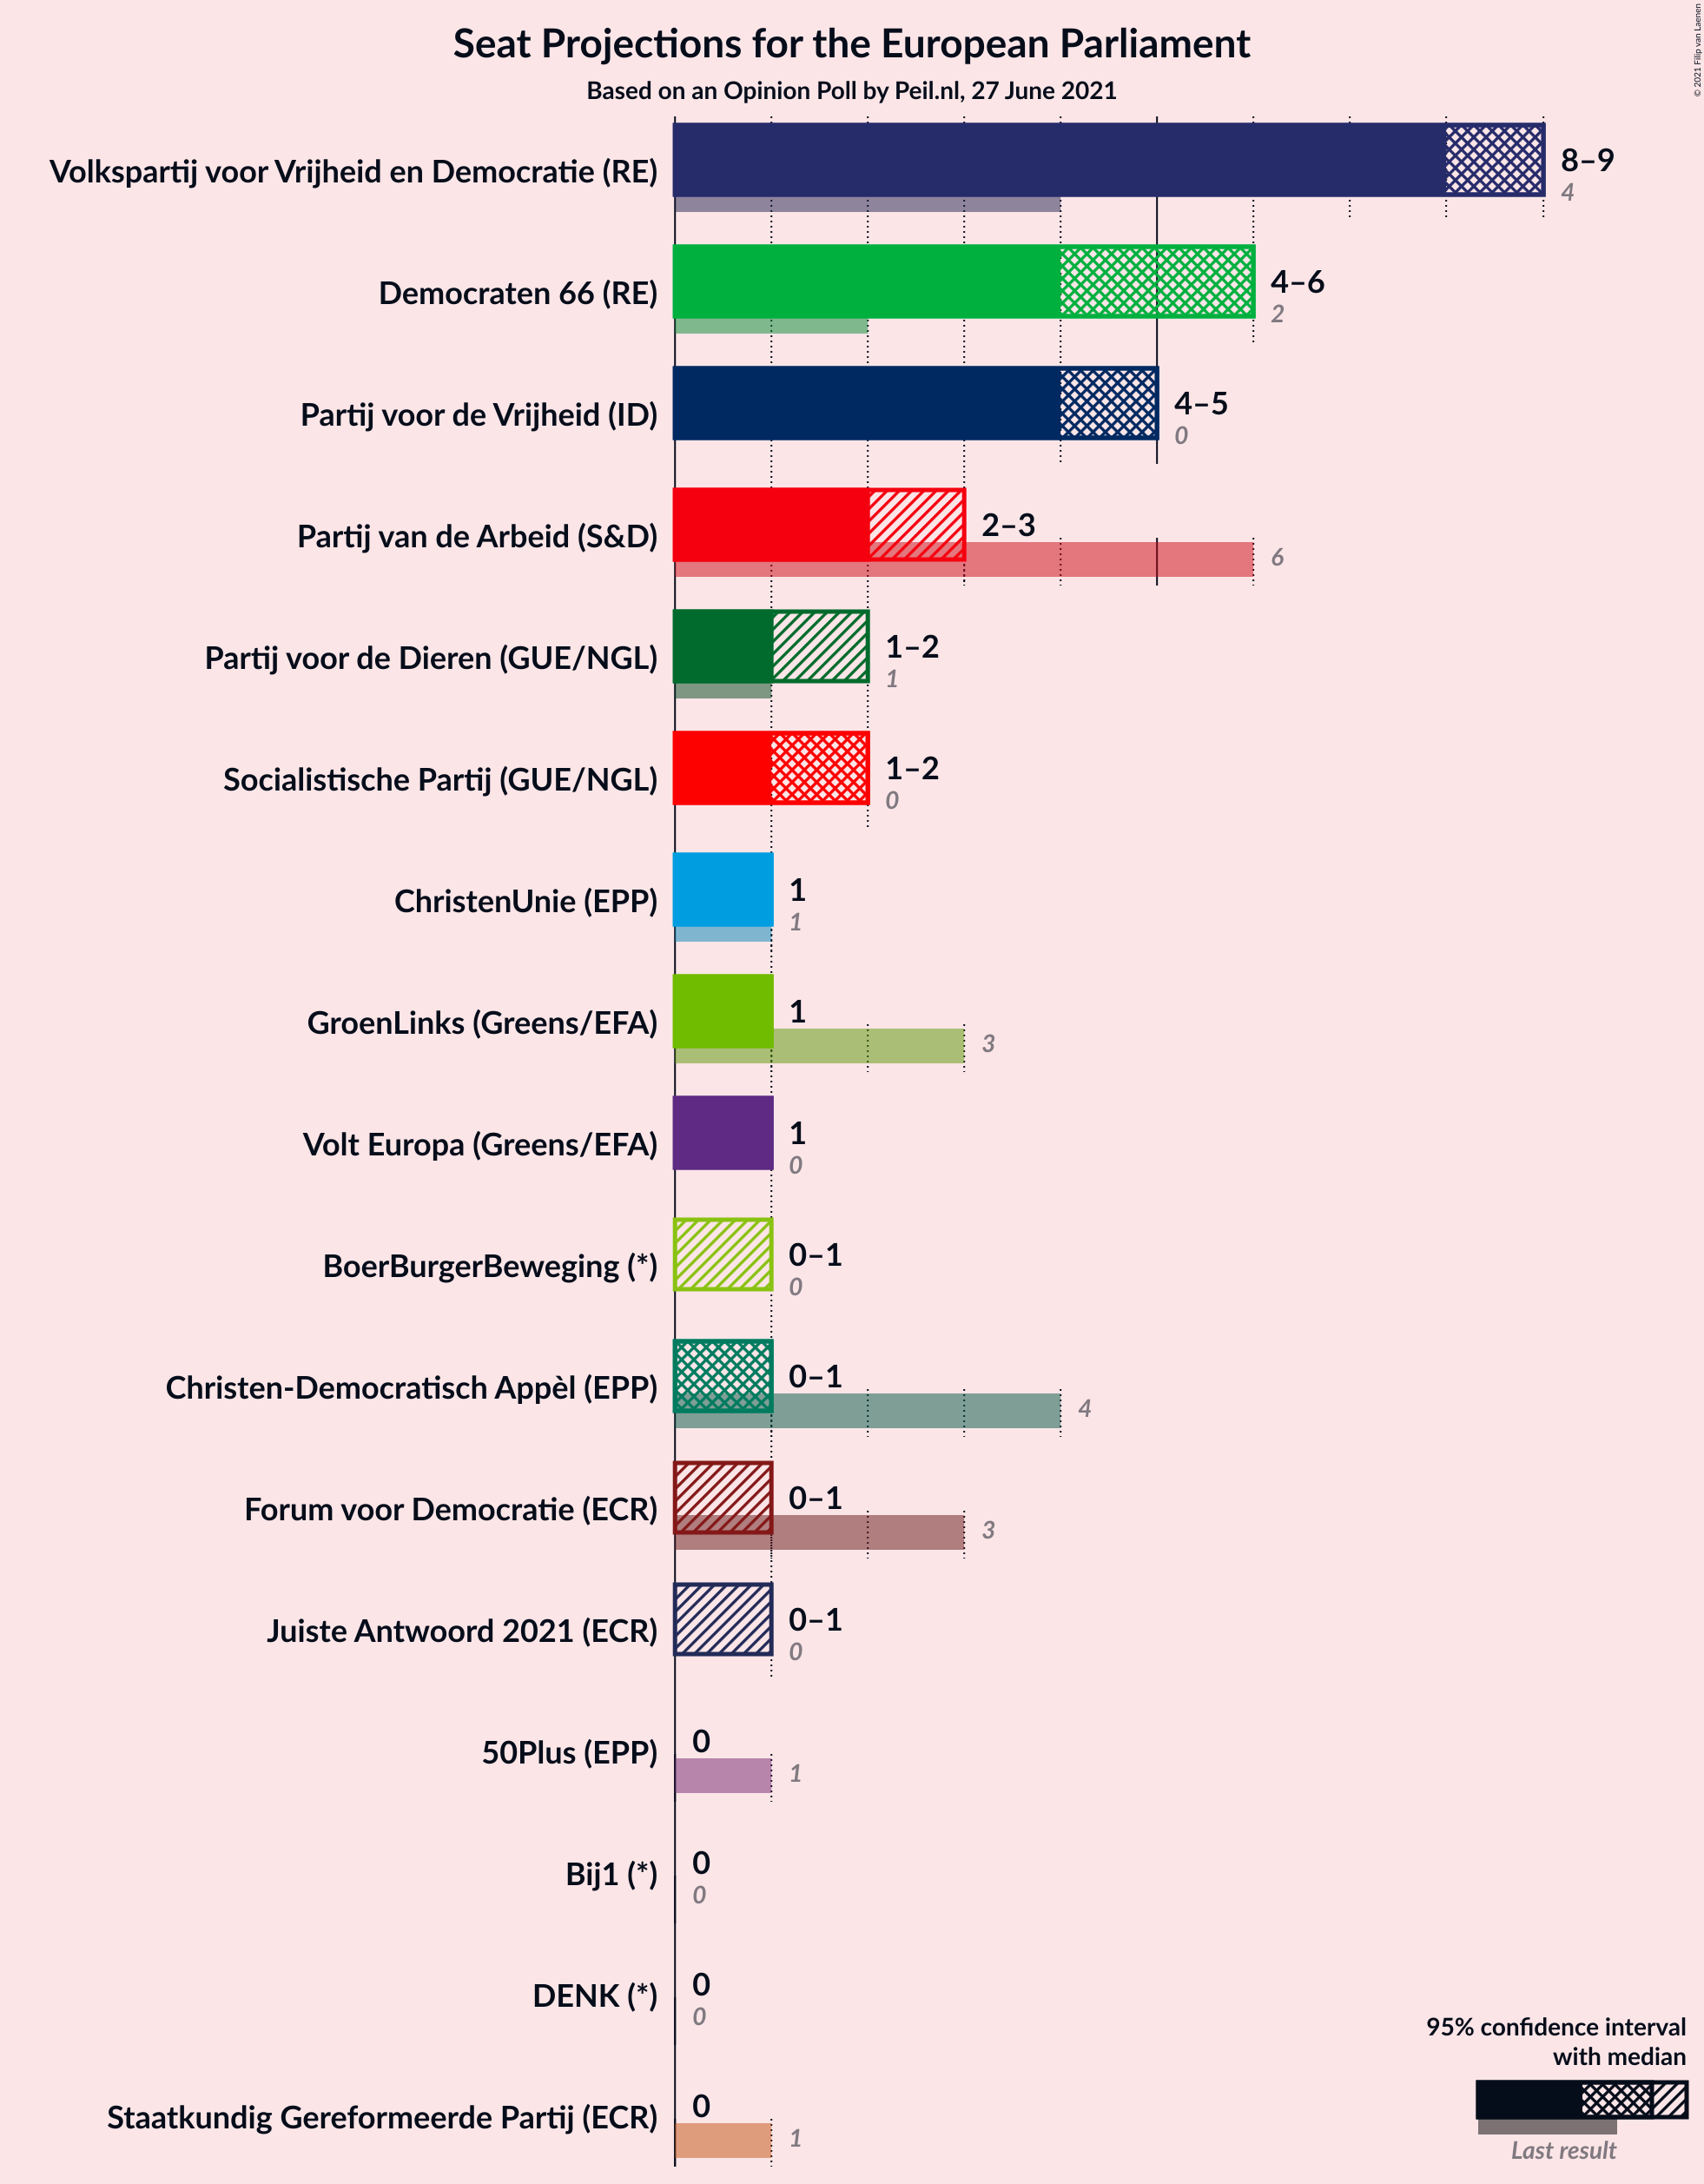 Seat Projections for the European Parliament
Based on an Opinion Poll by Peil.nl, 27 June 2021
© 2021 Filip van Laenen
Volkspartij voor Vrijheid en Democratie (RE)
8–9
4
Democraten 66 (RE)
4–6
2
Partij voor de Vrijheid (ID)
4–5
0
Partij van de Arbeid (S&D)
2–3
6
Partij voor de Dieren (GUE/NGL)
1–2
1
Socialistische Partij (GUE/NGL)
1–2
0
ChristenUnie (EPP)
1
1
GroenLinks (Greens/EFA)
1
3
Volt Europa (Greens/EFA)
1
0
BoerBurgerBeweging (*)
0–1
0
Christen-Democratisch Appèl (EPP)
0–1
4
Forum voor Democratie (ECR)
0–1
3
Juiste Antwoord 2021 (ECR)
0–1
0
50Plus (EPP)
0
1
Bij1 (*)
0
0
DENK (*)
0
0
Staatkundig Gereformeerde Partij (ECR)
0
1
95% confidence interval
with median
Last result